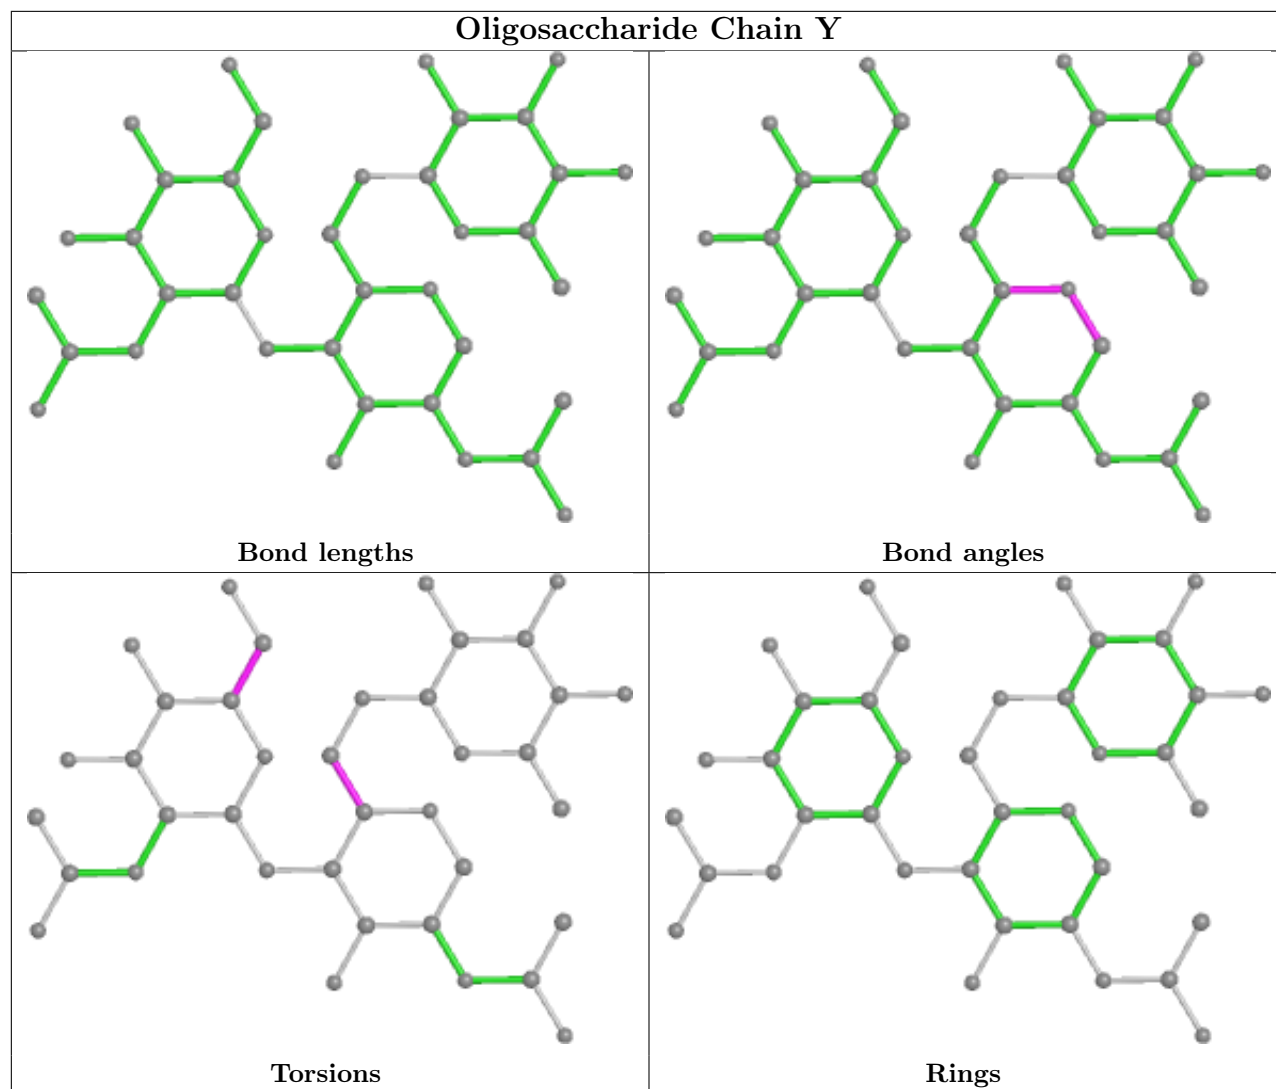 Oligosaccharide Chain Y
Bond lengths
Bond angles
Torsions
Rings